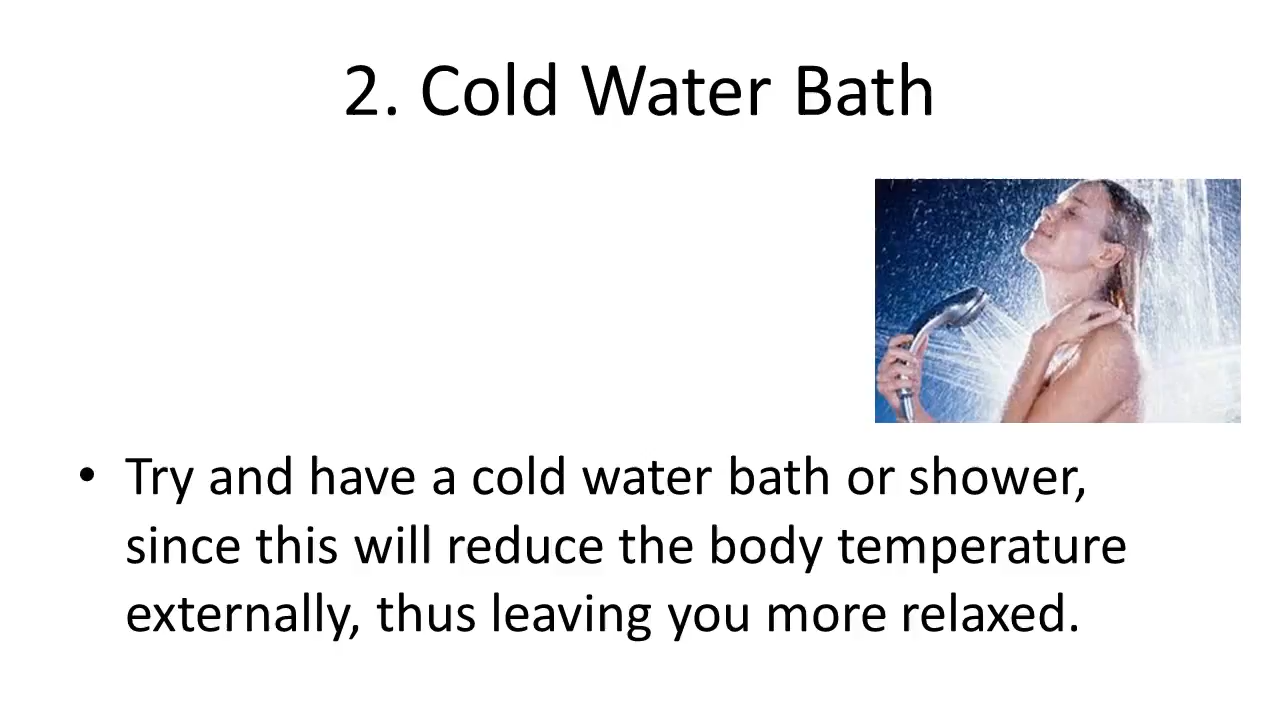 2. Cold Water Bath
• Try and have a cold water bath or shower,
since this will reduce the body temperature
externally, thus leaving you more relaxed.